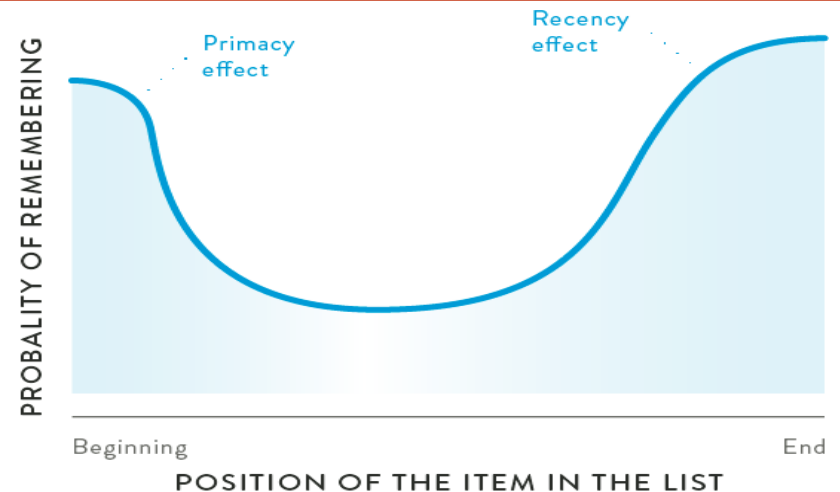 Primacy
effect
Recency
effect
PROBALITY OF REMEMBERING
Beginning
End
POSITION OF THE ITEM IN THE LIST